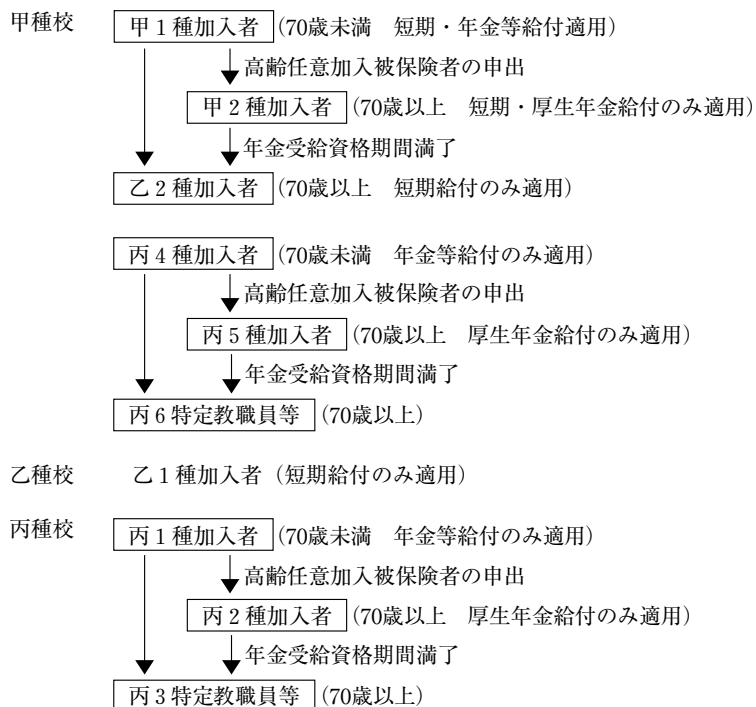 甲種校 甲1種加入者 (70歳未満 短期・年金等給付適用)
高齢任意加入被保険者の申出
甲2種加入者 (70歳以上 短期・厚生年金給付のみ適用)
年金受給資格期間満了
乙2種加入者 (70歳以上 短期給付のみ適用)
丙4種加入者 (70歳未満 年金等給付のみ適用)
高齢任意加入被保険者の申出
丙5種加入者 (70歳以上 厚生年金給付のみ適用)
年金受給資格期間満了
丙6特定教職員等 (70歳以上)
乙種校 乙1種加入者 (短期給付のみ適用)
丙種校 丙1種加入者 (70歳未満 年金等給付のみ適用)
高齢任意加入被保険者の申出
丙2種加入者 (70歳以上 厚生年金給付のみ適用)
年金受給資格期間満了
丙3特定教職員等 (70歳以上)